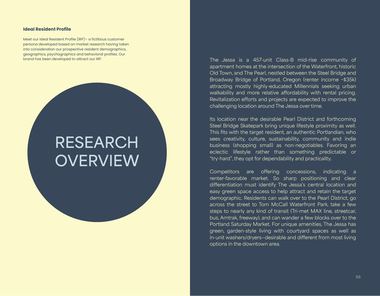 Ideal Resident Profile
Meet our Ideal Resident Profile (IRP)- a fictitious customer
persona developed based on market research having taken
into consideration our prospective resident demographics,
geographics, psychographics and behavioral profiles. Our
brand has been developed to attract our IRP.
RESEARCH
OVERVIEW
The Jessa is a 457-unit Class-B mid-rise community of
apartment homes at the intersection of the Waterfront, historic
Old Town, and The Pearl, nestled between the Steel Bridge and
Broadway Bridge of Portland, Oregon (renter income ~$35k)
attracting mostly highly-educated Millennials seeking urban
walkability and more relative affordability with rental pricing.
Revitalization efforts and projects are expected to improve the
challenging location around The Jessa over time.
Its location near the desirable Pearl District and forthcoming
Steel Bridge Skatepark bring unique lifestyle proximity as well.
This fits with the target resident, an authentic Portlandian, who
sees creativity, culture, sustainability, community and indie
business (shopping small) as non-negotiables. Favoring an
eclectic lifestyle rather than something predictable or
"try-hard", they opt for dependability and practicality.
Competitors are offering concessions, indicating a
renter-favorable market. So sharp positioning and clear
differentiation must identify The Jessa's central location and
easy green space access to help attract and retain the target
demographic. Residents can walk over to the Pearl District, go
across the street to Tom McCall Waterfront Park, take a few
steps to nearly any kind of transit (Tri-met MAX line, streetcar,
bus, Amtrak, freeway), and can wander a few blocks over to the
Portland Saturday Market. For unique amenities, The Jessa has
green, garden-style living with courtyard spaces as well as
in-unit washers/dryers—desirable and different from most living
options in the downtown area.